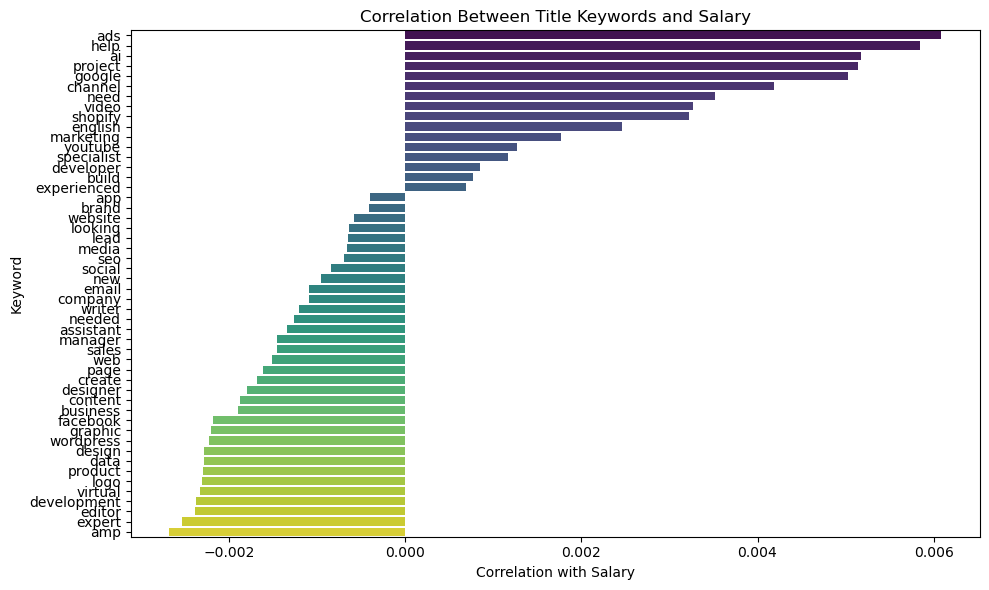 Correlation Between Title Keywords and Salary
ads
help
ai
project
google
channel
need
video
shopify
english
marketing
youtube
specialist
developer
build
experienced
app
brand
website
looking
lead
media
seo
social
new
email
company
writer
needed
assistant
manager
sales
web
page
create
designer
content
business
facebook
graphic
wordpress
design
data
product
logo
virtual
development
editor
expert
amp
Keyword
−0.002 0.000 0.002 0.004 0.006
Correlation with Salary